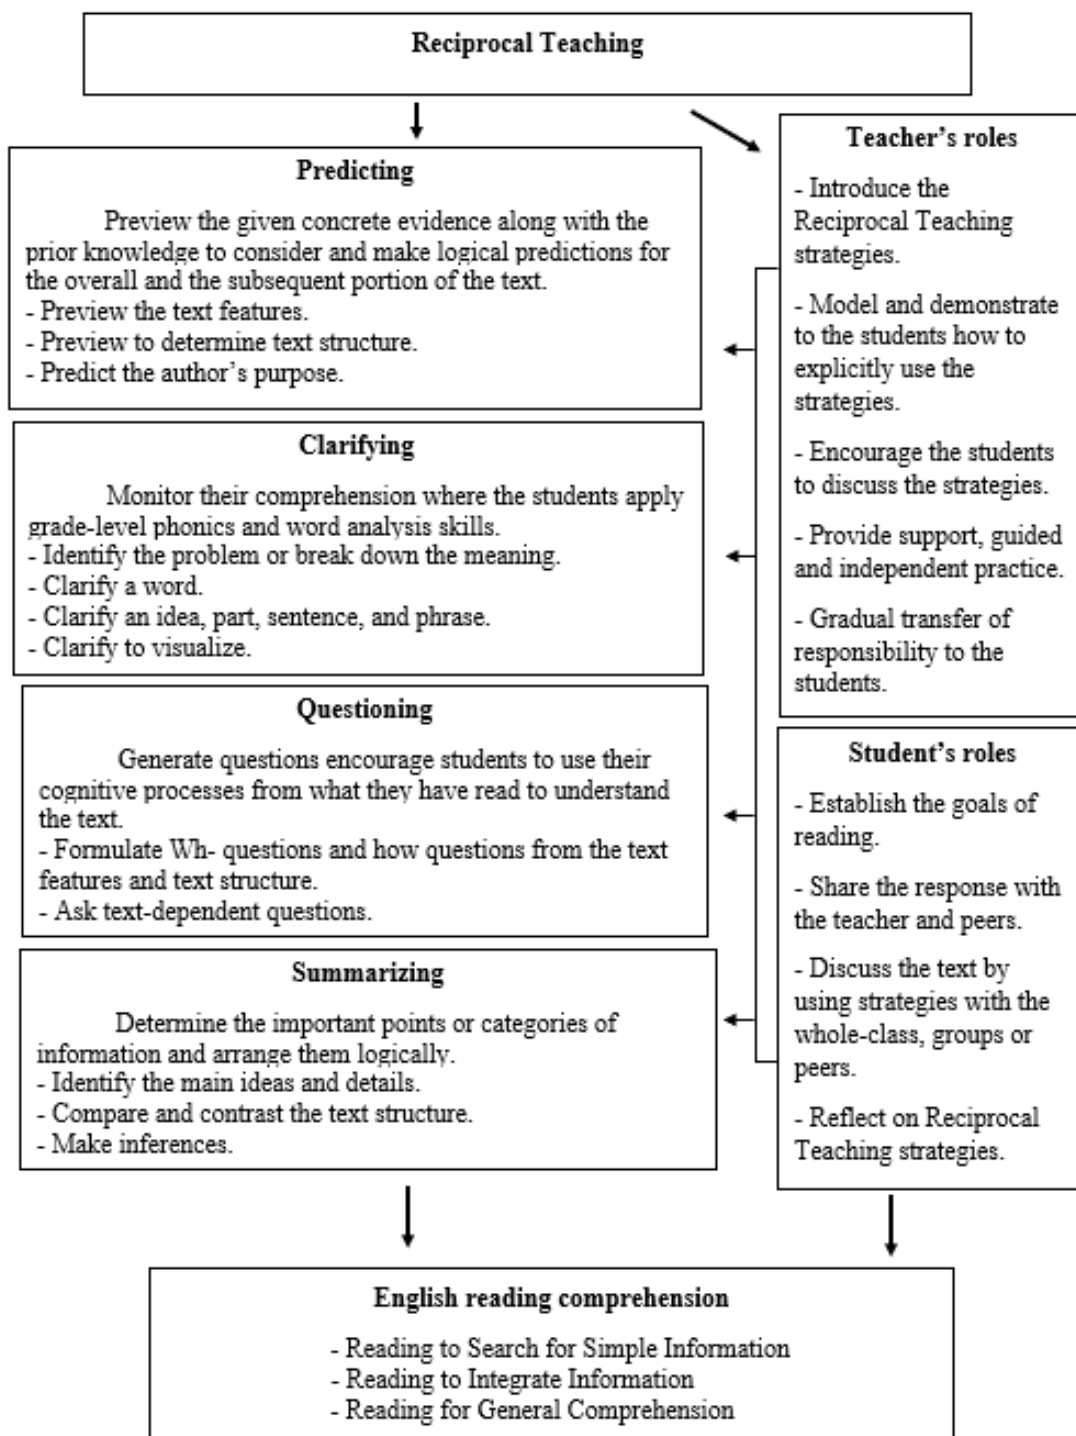 Reciprocal Teaching
Predicting
Preview the given concrete evidence along with the
prior knowledge to consider and make logical predictions for
the overall and the subsequent portion of the text.
- Preview the text features.
- Preview to determine text structure.
- Predict the author's purpose.
Clarifying
Monitor their comprehension where the students apply
grade-level phonics and word analysis skills.
- Identify the problem or break down the meaning.
- Clarify a word.
- Clarify an idea, part, sentence, and phrase.
- Clarify to visualize.
Questioning
Generate questions encourage students to use their
cognitive processes from what they have read to understand
the text.
- Formulate Wh- questions and how questions from the text
features and text structure.
- Ask text-dependent questions.
Summarizing
Determine the important points or categories of
information and arrange them logically.
- Identify the main ideas and details.
- Compare and contrast the text structure.
- Make inferences.
Teacher's roles
- Introduce the
Reciprocal Teaching
strategies.
- Model and demonstrate
to the students how to
explicitly use the
strategies.
- Encourage the students
to discuss the strategies.
- Provide support, guided
and independent practice.
- Gradual transfer of
responsibility to the
students.
Student's roles
- Establish the goals of
reading.
- Share the response with
the teacher and peers.
- Discuss the text by
using strategies with the
whole-class, groups or
peers.
- Reflect on Reciprocal
Teaching strategies.
English reading comprehension
- Reading to Search for Simple Information
- Reading to Integrate Information
- Reading for General Comprehension